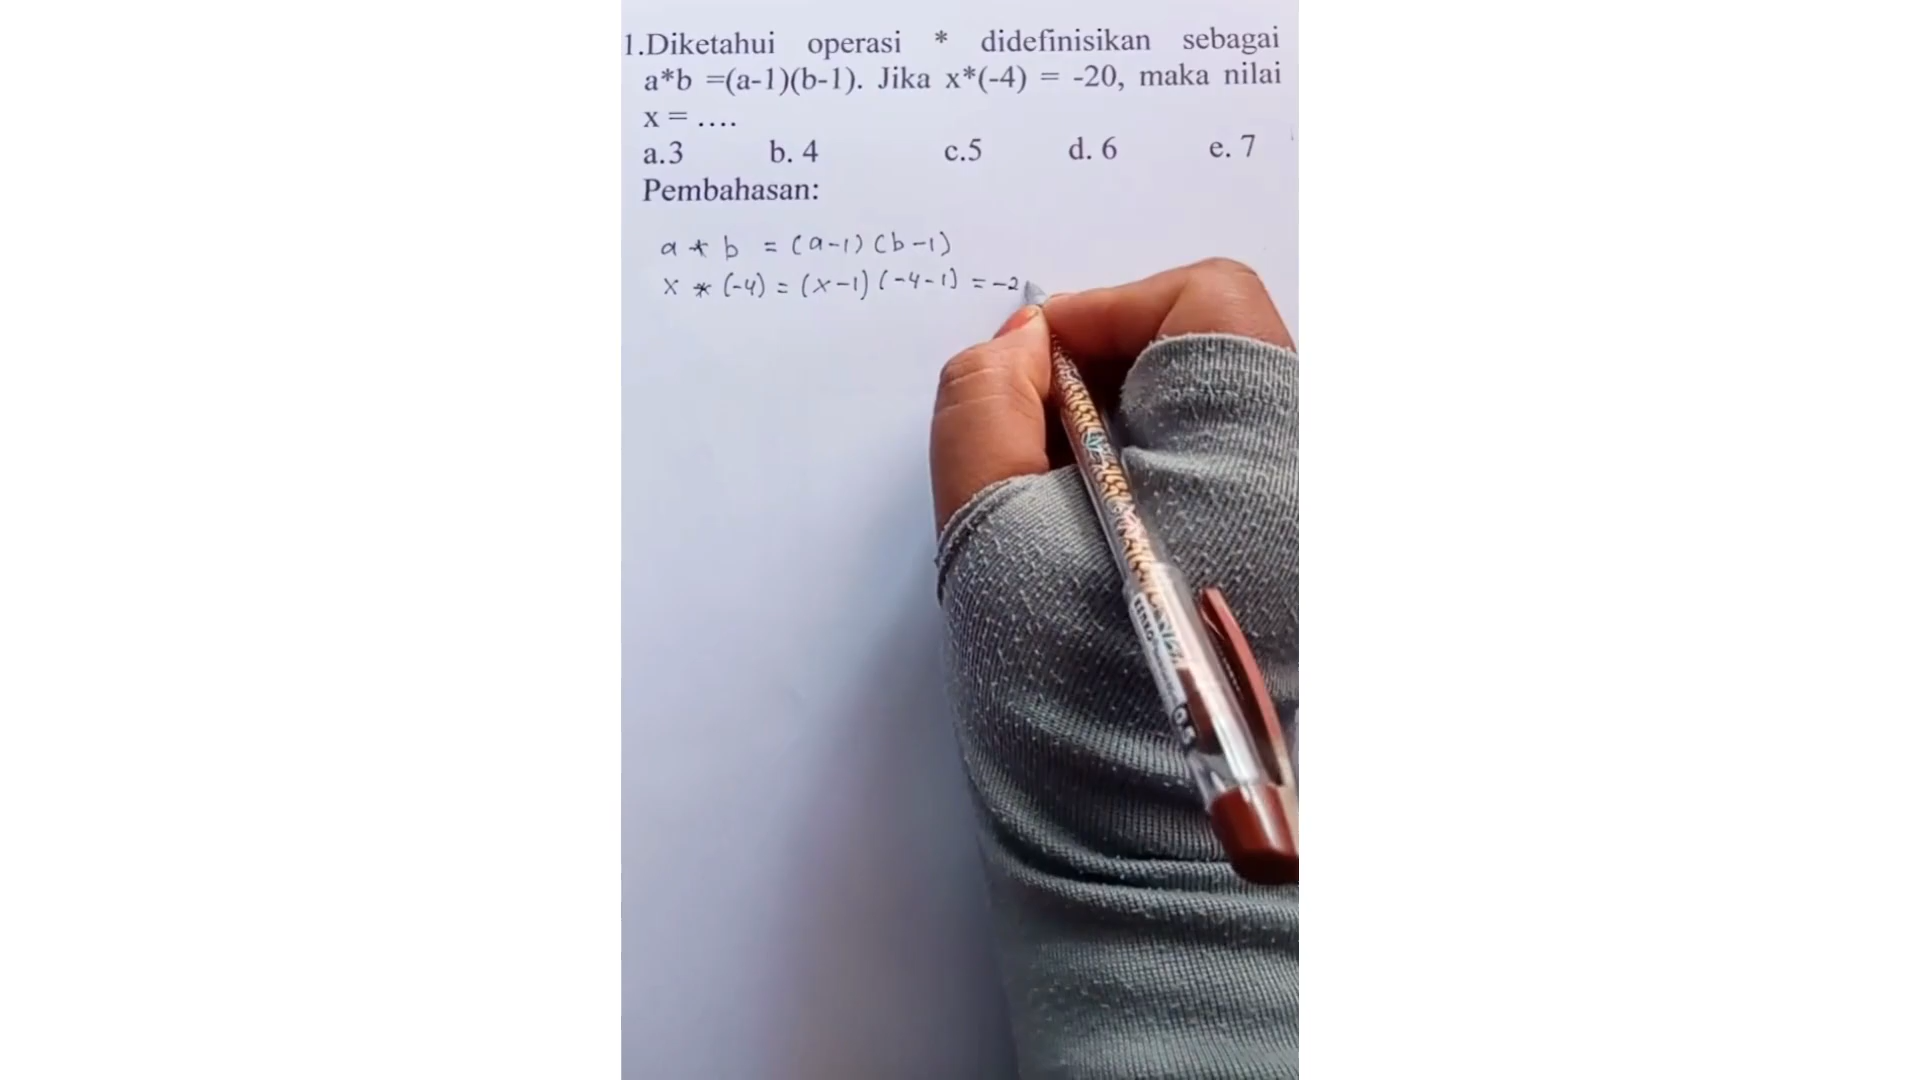 1.Diketahui operasi * didefinisikan sebagai
a*b =(a-1)(b-1). Jika x*(-4) = -20, maka nilai
x = ....
a.3 b. 4 c.5 d. 6 e. 7
Pembahasan:
a * b = (a-1) (b-1)
x * (-4) = (x-1) (-4-1) = -2